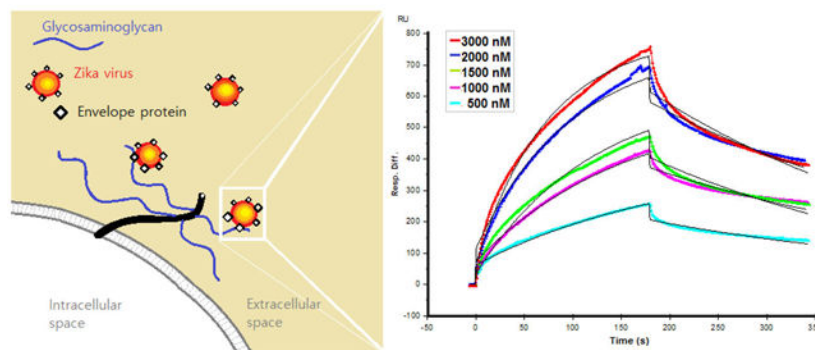 Glycosaminoglycan
Zika virus
Envelope protein
Intracellular
space
Extracellular
space
RU
800
700
600
500
400
300
200
100
0
-100
Resp. Diff.
3000 nM
2000 nM
1500 nM
1000 nM
500 nM
-50
0
50
100
150
200
250
300
35
Time (s)